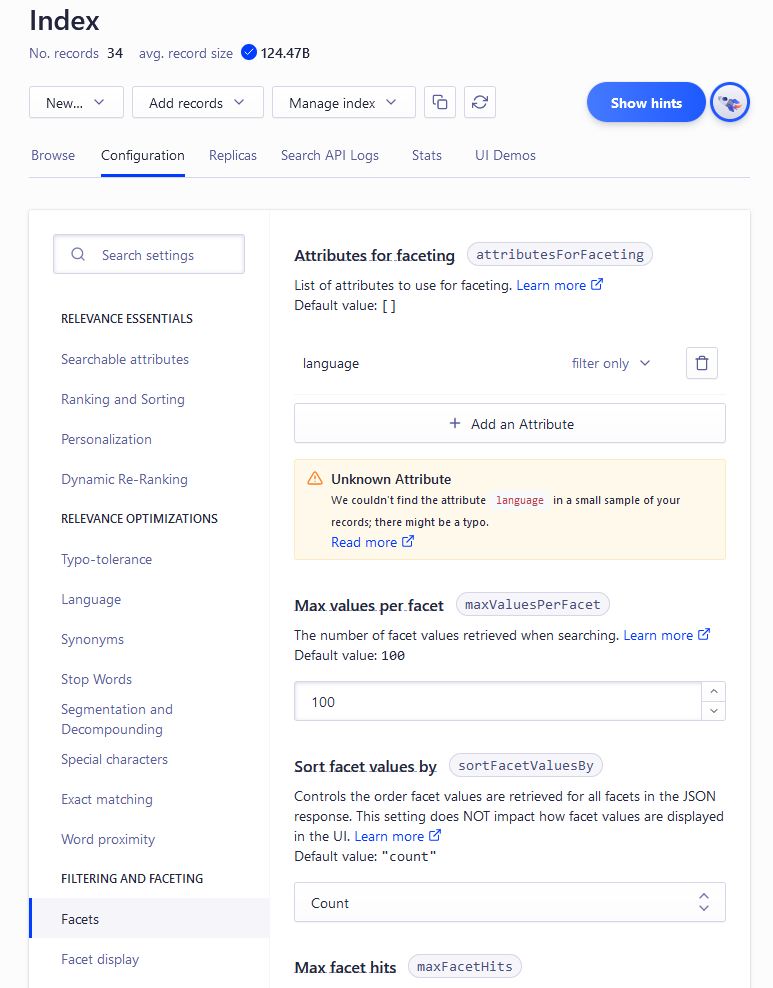 Index
No. records 34 avg. record size 124.47B
New... Add records Manage index Show hints
Browse Configuration Replicas Search API Logs Stats UI Demos
Search settings
RELEVANCE ESSENTIALS
Searchable attributes
Ranking and Sorting
Personalization
Dynamic Re-Ranking
RELEVANCE OPTIMIZATIONS
Typo-tolerance
Language
Synonyms
Stop Words
Segmentation and
Decompounding
Special characters
Exact matching
Word proximity
FILTERING AND FACETING
Facets
Facet display
Attributes for faceting attributesForFaceting
List of attributes to use for faceting. Learn more
Default value: []
language filter only
+ Add an Attribute
Unknown Attribute
We couldn't find the attribute language in a small sample of your
records; there might be a typo.
Read more
Max values per facet maxValuesPerFacet
The number of facet values retrieved when searching. Learn more
Default value: 100
100
Sort facet values by sortFacetValuesBy
Controls the order facet values are retrieved for all facets in the JSON
response. This setting does NOT impact how facet values are displayed
in the UI. Learn more
Default value: "count"
Count
Max facet hits maxFacetHits